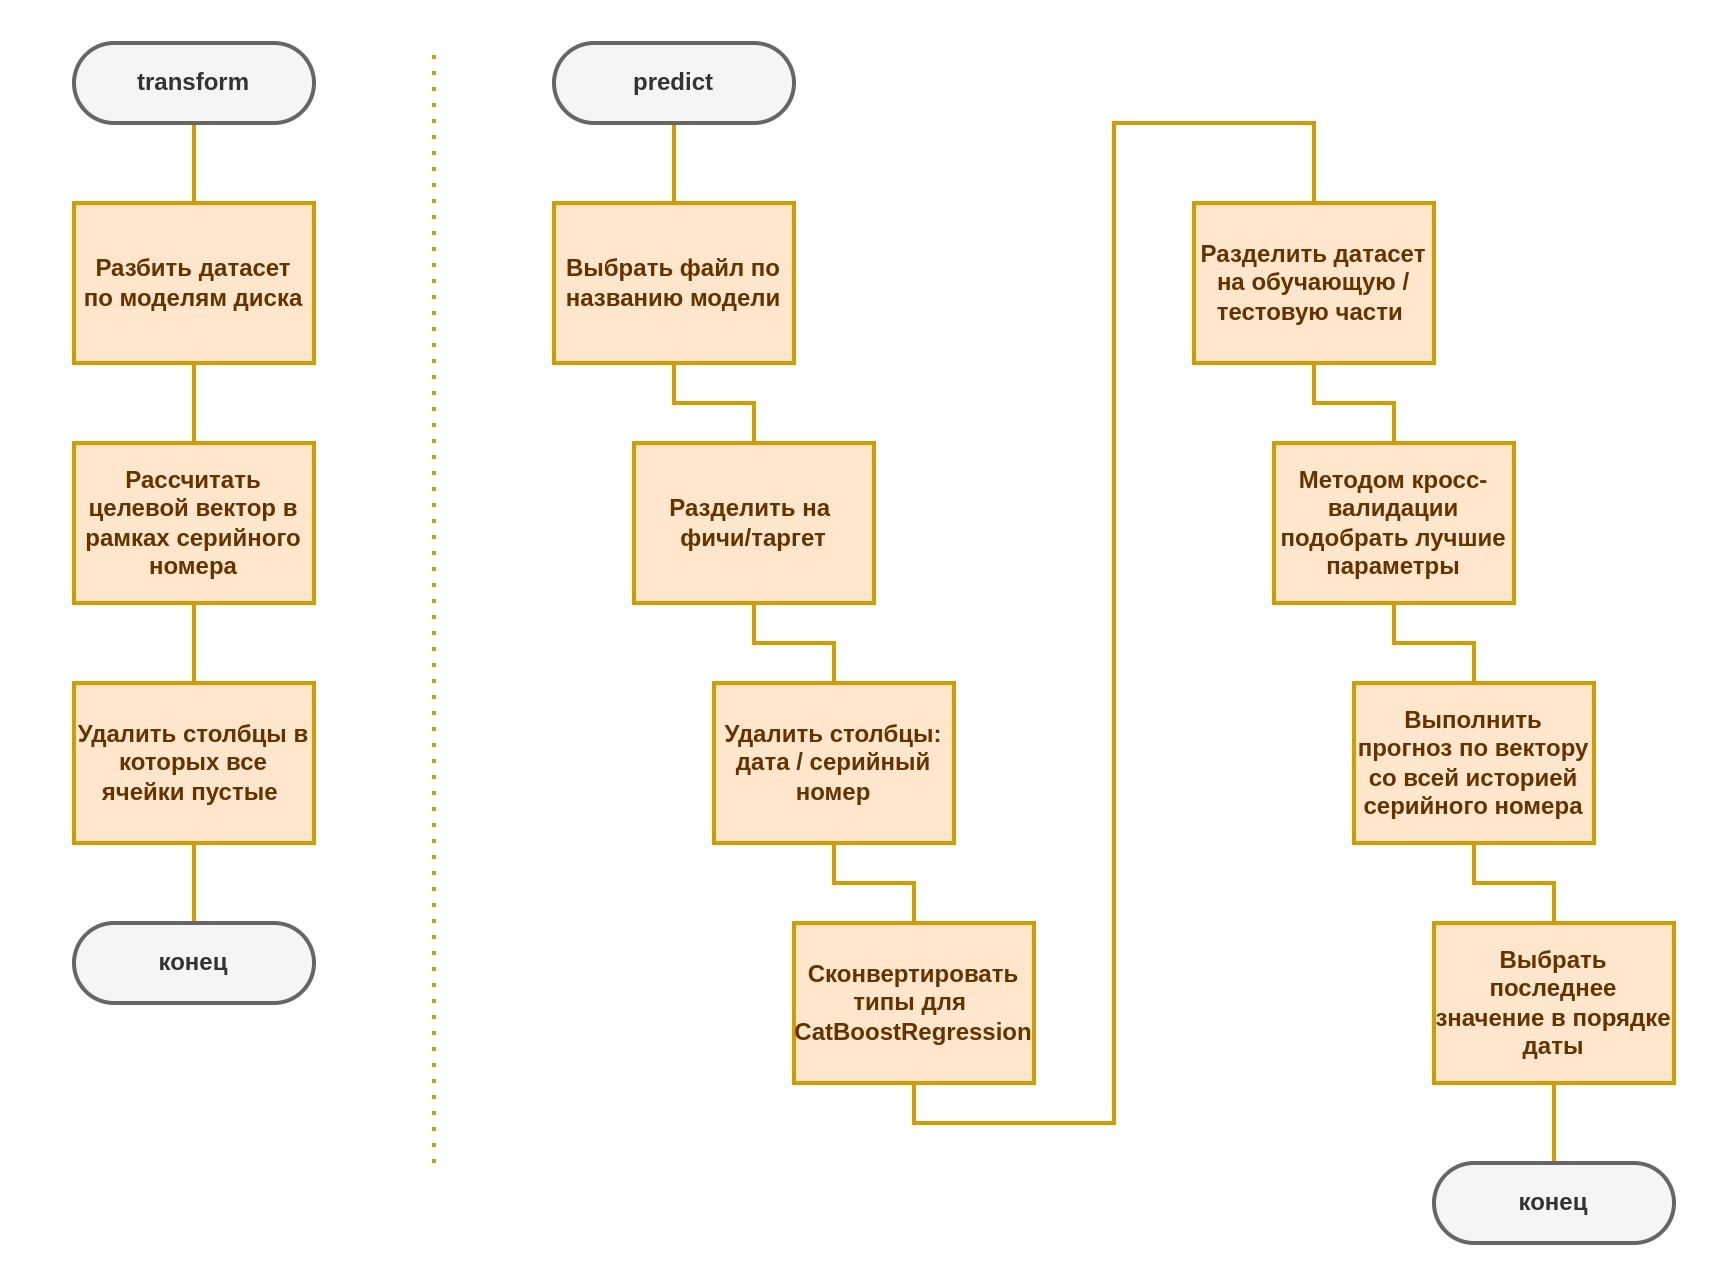 transform
Разбить датасет
по моделям диска
Рассчитать
целевой вектор в
рамках серийного
номера
Удалить столбцы в
которых все
ячейки пустые
конец
predict
Выбрать файл по
названию модели
Разделить на
фичи/таргет
Удалить столбцы:
дата / серийный
номер
Сконвертировать
типы для
CatBoostRegression
Разделить датасет
на обучающую /
тестовую части
Методом кросс-
валидации
подобрать лучшие
параметры
Выполнить
прогноз по вектору
со всей историей
серийного номера
Выбрать
последнее
значение в порядке
даты
конец